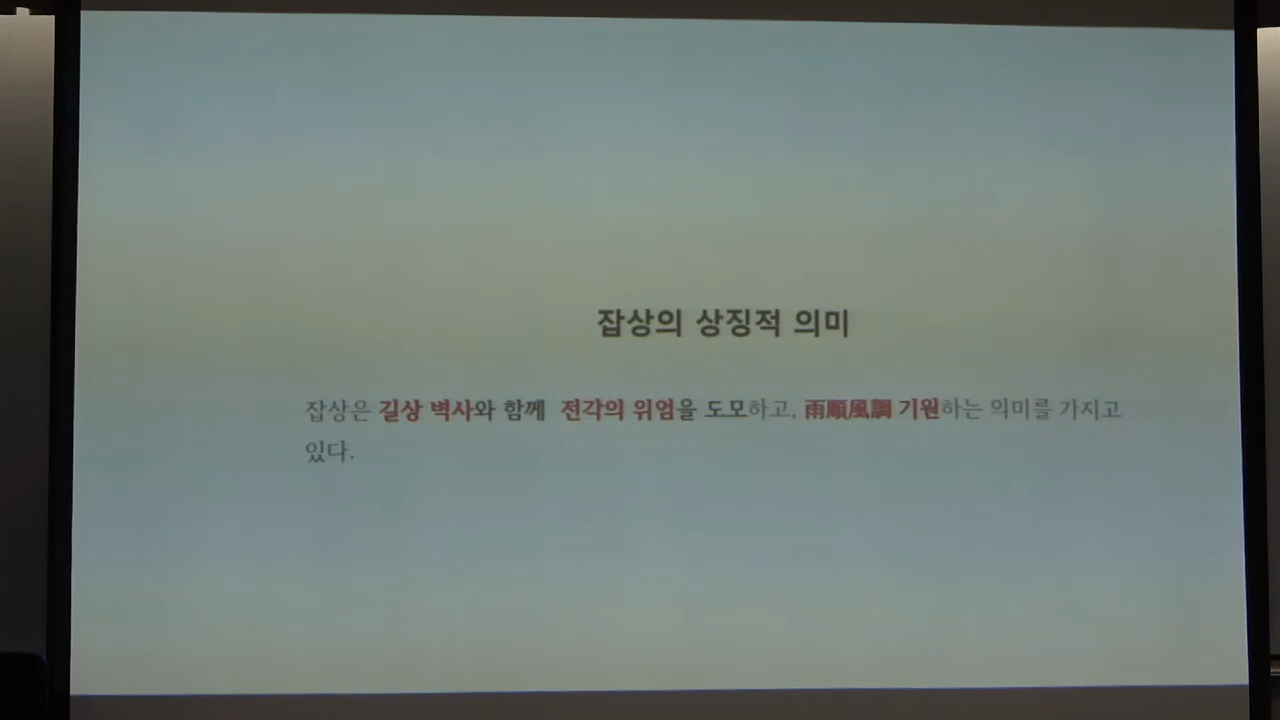 잡상의 상징적 의미
잡상은 길상 벽사와 함께 전각의 위엄을 도모하고, 雨順風調 기원하는 의미를 가지고
있다.